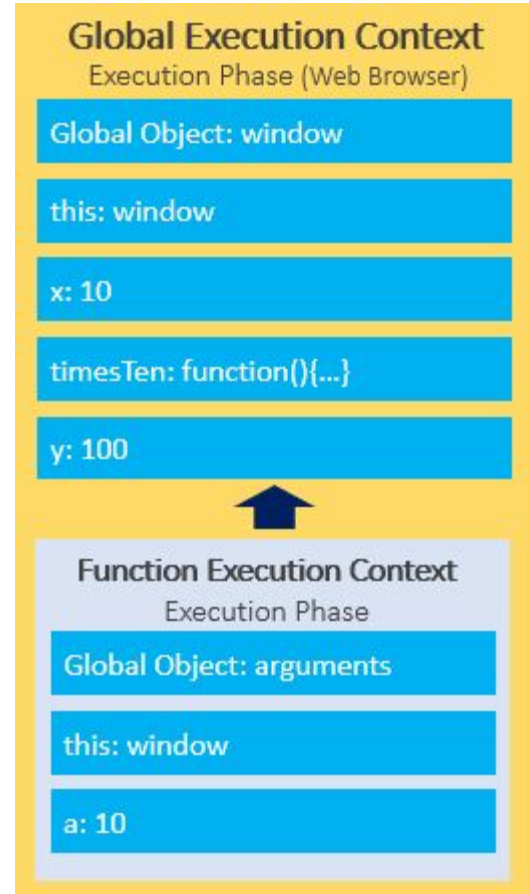 Global Execution Context
Execution Phase (Web Browser)
Global Object: window
this: window
x: 10
timesTen: function(){...}
y: 100
Function Execution Context
Execution Phase
Global Object: arguments
this: window
a: 10